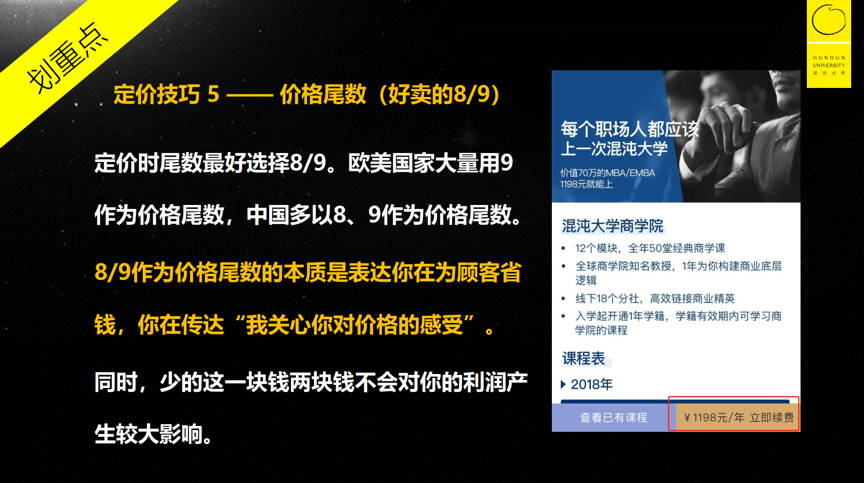 划重点
HUNDUN
UNIVERSITY
混沌大学
定价技巧 5 —— 价格尾数（好卖的8/9）
定价时尾数最好选择8/9。欧美国家大量用9
作为价格尾数，中国多以8、9作为价格尾数。
8/9作为价格尾数的本质是表达你在为顾客省
钱，你在传达“我关心你对价格的感受”。
同时，少的这一块钱两块钱不会对你的利润产
生较大影响。
每个职场人都应该
上一次混沌大学
价值70万的MBA/EMBA
1198元就能上
混沌大学商学院
• 12个模块，全年50堂经典商学课
• 全球商学院知名教授，1年为你构建商业底层
逻辑
• 线下18个分社，高效链接商业精英
• 入学起开通1年学籍，学籍有效期内可学习商
学院的课程
课程表
2018年
查看已有课程
￥1198元/年 立即续费